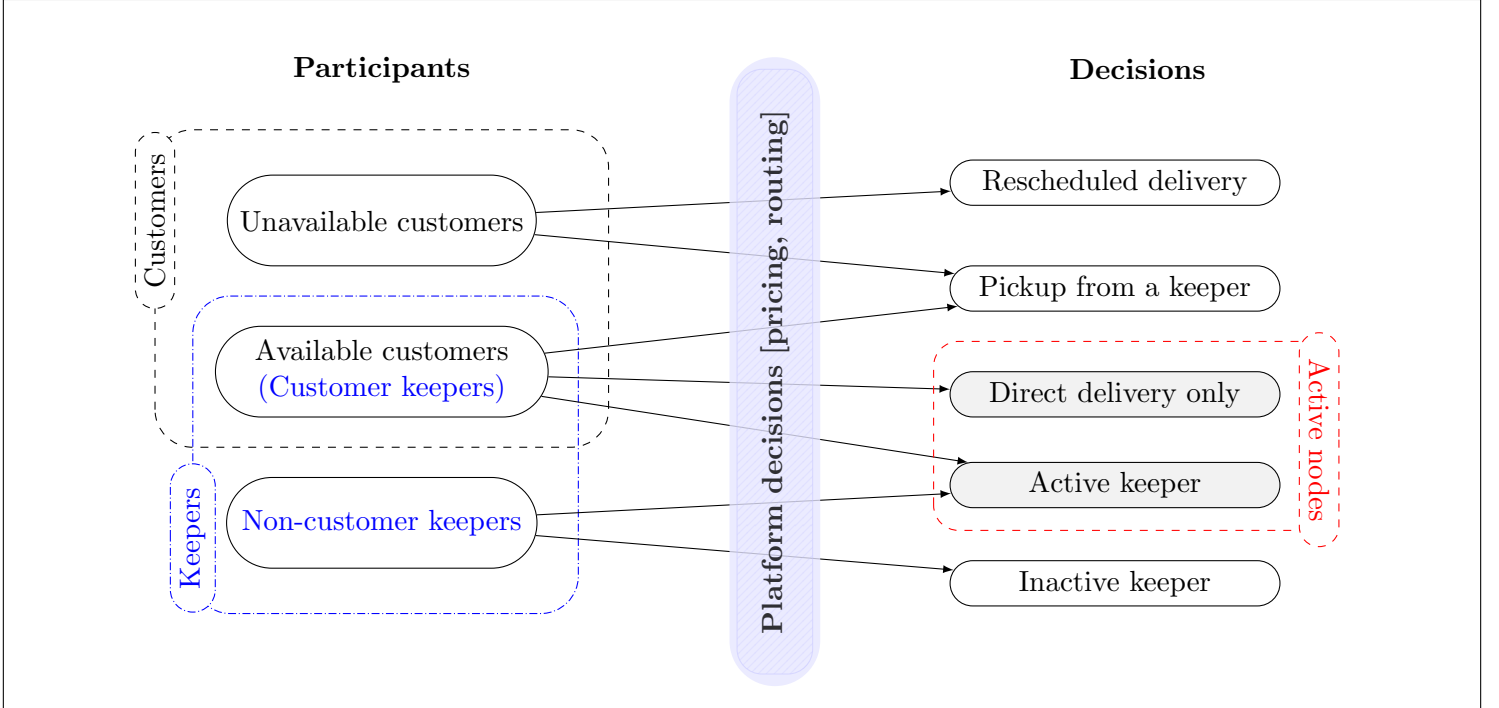 Participants
Customers
Unavailable customers
Available customers
(Customer keepers)
Keepers
Non-customer keepers
Platform decisions [pricing, routing]
Decisions
Rescheduled delivery
Pickup from a keeper
Direct delivery only
Active keeper
Active nodes
Inactive keeper